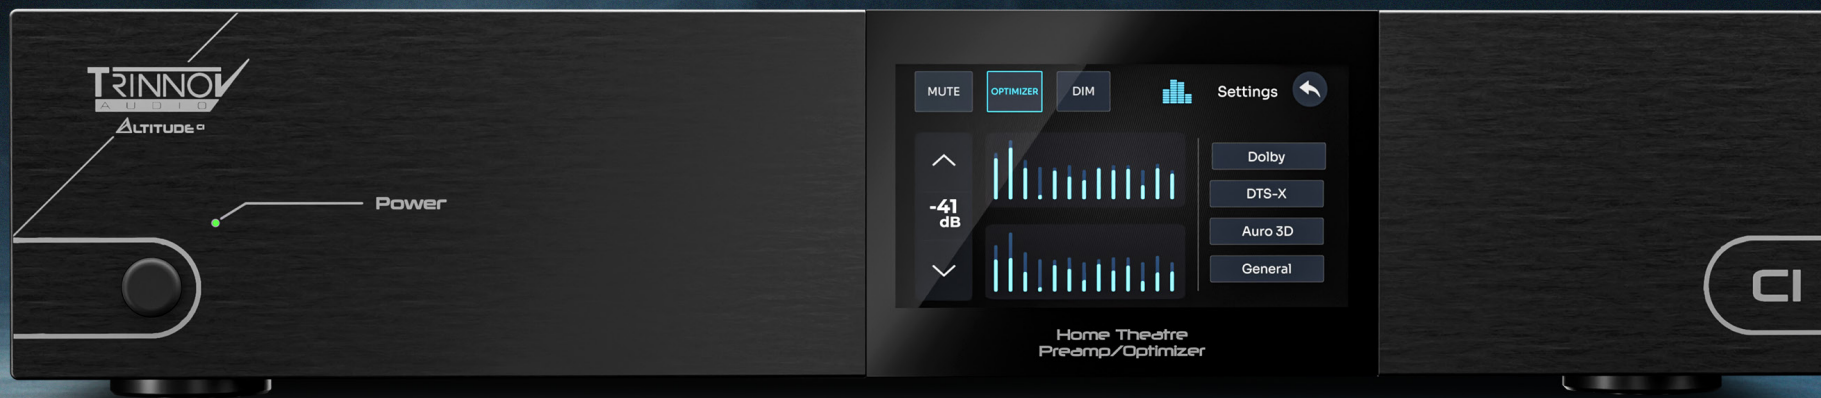 TRINNOV
AUDIO
ALTITUDE CI
Power
MUTE
OPTIMIZER
DIM
Settings
-41
dB
Dolby
DTS-X
Auro 3D
General
Home Theatre
Preamp/Optimizer
CI